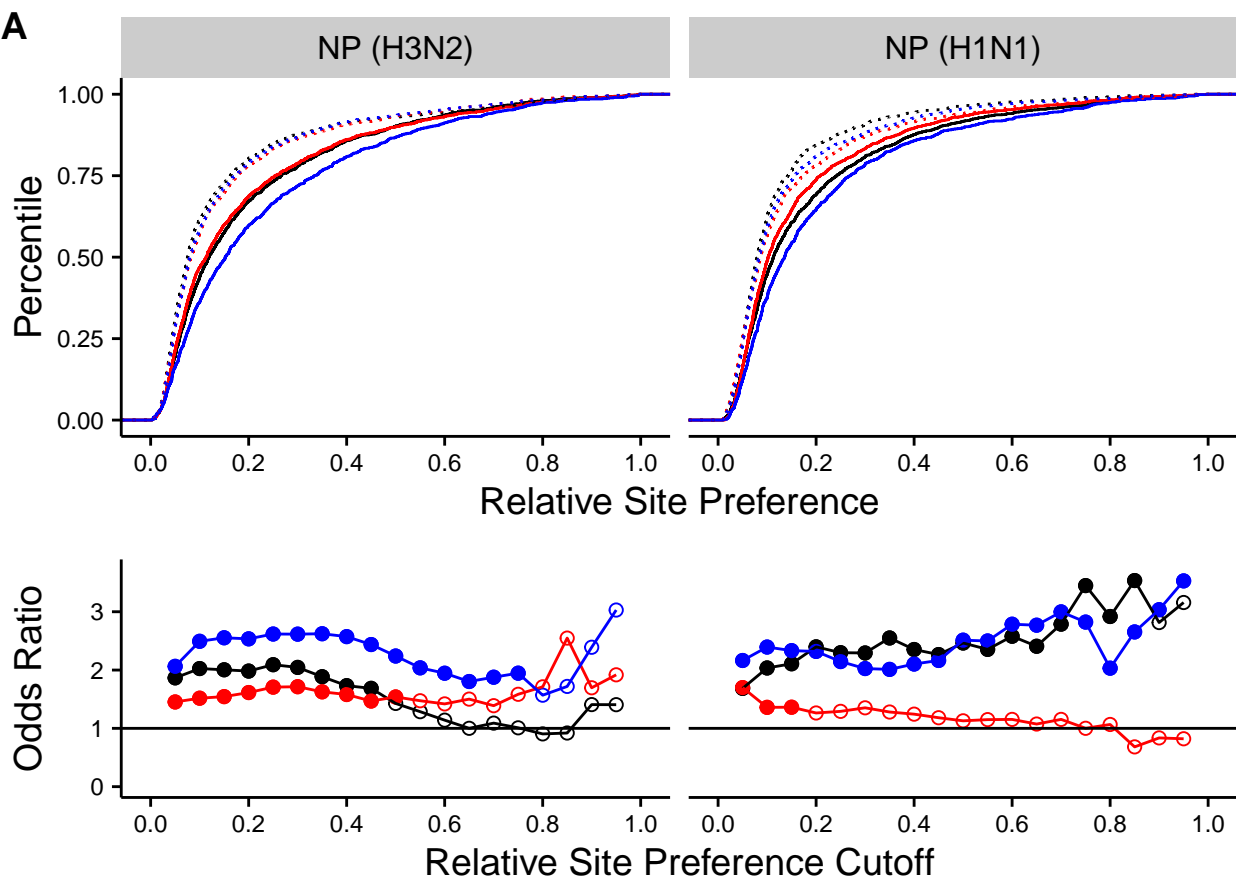 A
NP (H3N2)
NP (H1N1)
Percentile
1.00
0.75
0.50
0.25
0.00
0.0 0.2 0.4 0.6 0.8 1.0
0.0 0.2 0.4 0.6 0.8 1.0
Relative Site Preference
Odds Ratio
3
2
1
0
0.0 0.2 0.4 0.6 0.8 1.0
0.0 0.2 0.4 0.6 0.8 1.0
Relative Site Preference Cutoff